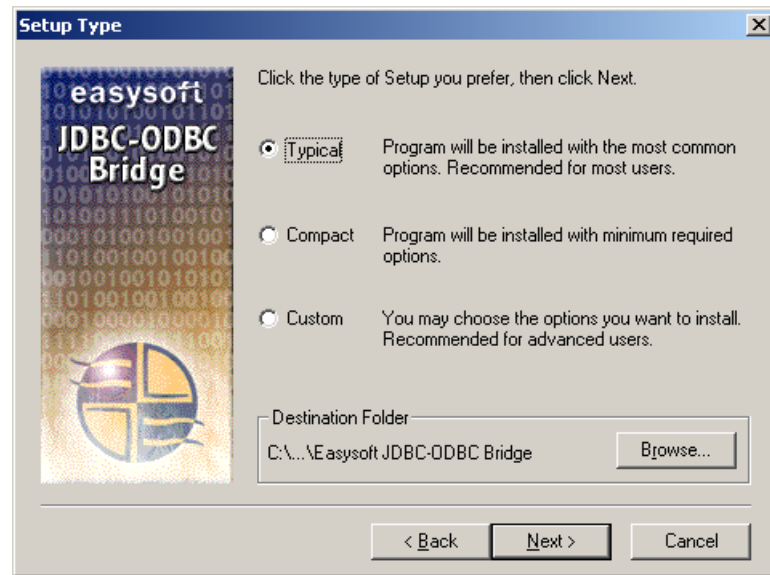 Setup Type
easysoft
JDBC-ODBC
Bridge
Click the type of Setup you prefer, then click Next.
Typical
Program will be installed with the most common
options. Recommended for most users.
Compact
Program will be installed with minimum required
options.
Custom
You may choose the options you want to install.
Recommended for advanced users.
Destination Folder
C:\...\Easysoft JDBC-ODBC Bridge
Browse...
< Back
Next >
Cancel